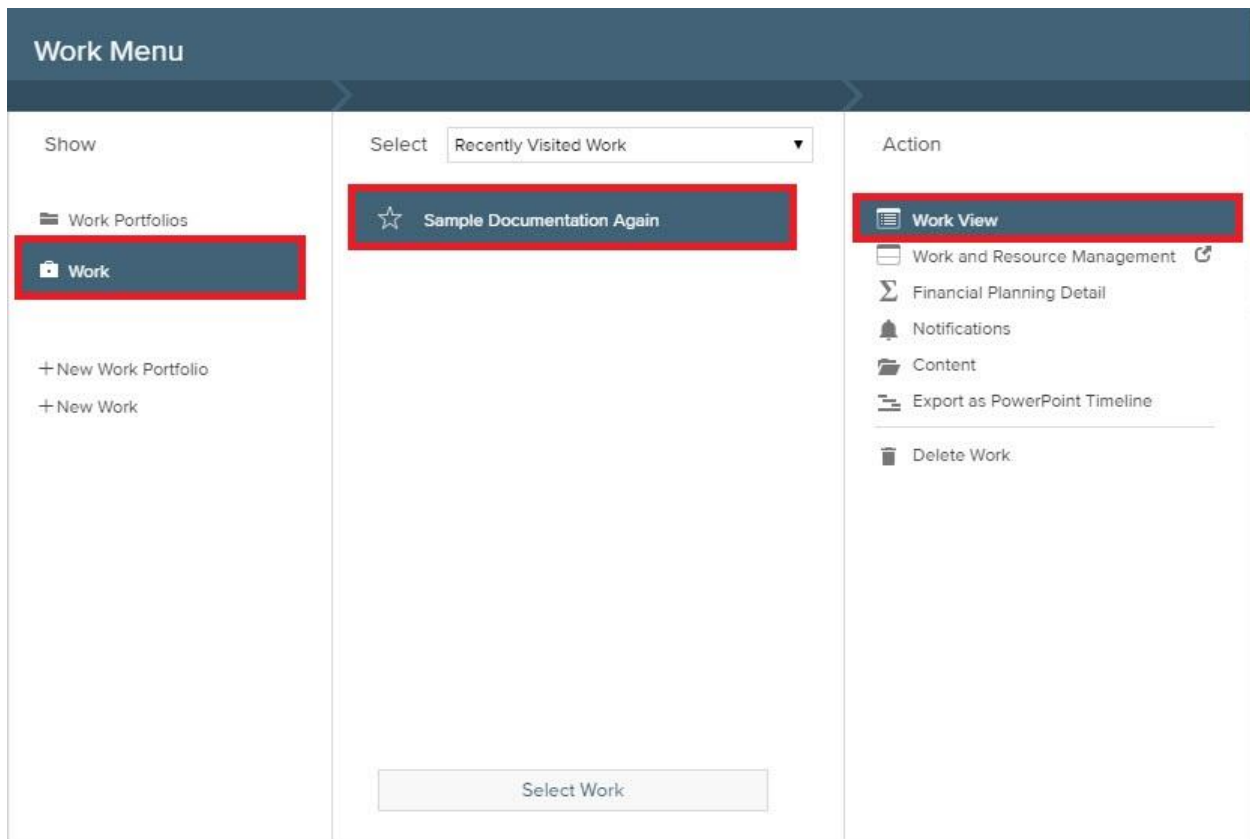 Work Menu
Show
Work Portfolios
Work
+New Work Portfolio
+New Work
Select Recently Visited Work
Sample Documentation Again
Select Work
Action
Work View
Work and Resource Management
Financial Planning Detail
Notifications
Content
Export as PowerPoint Timeline
Delete Work